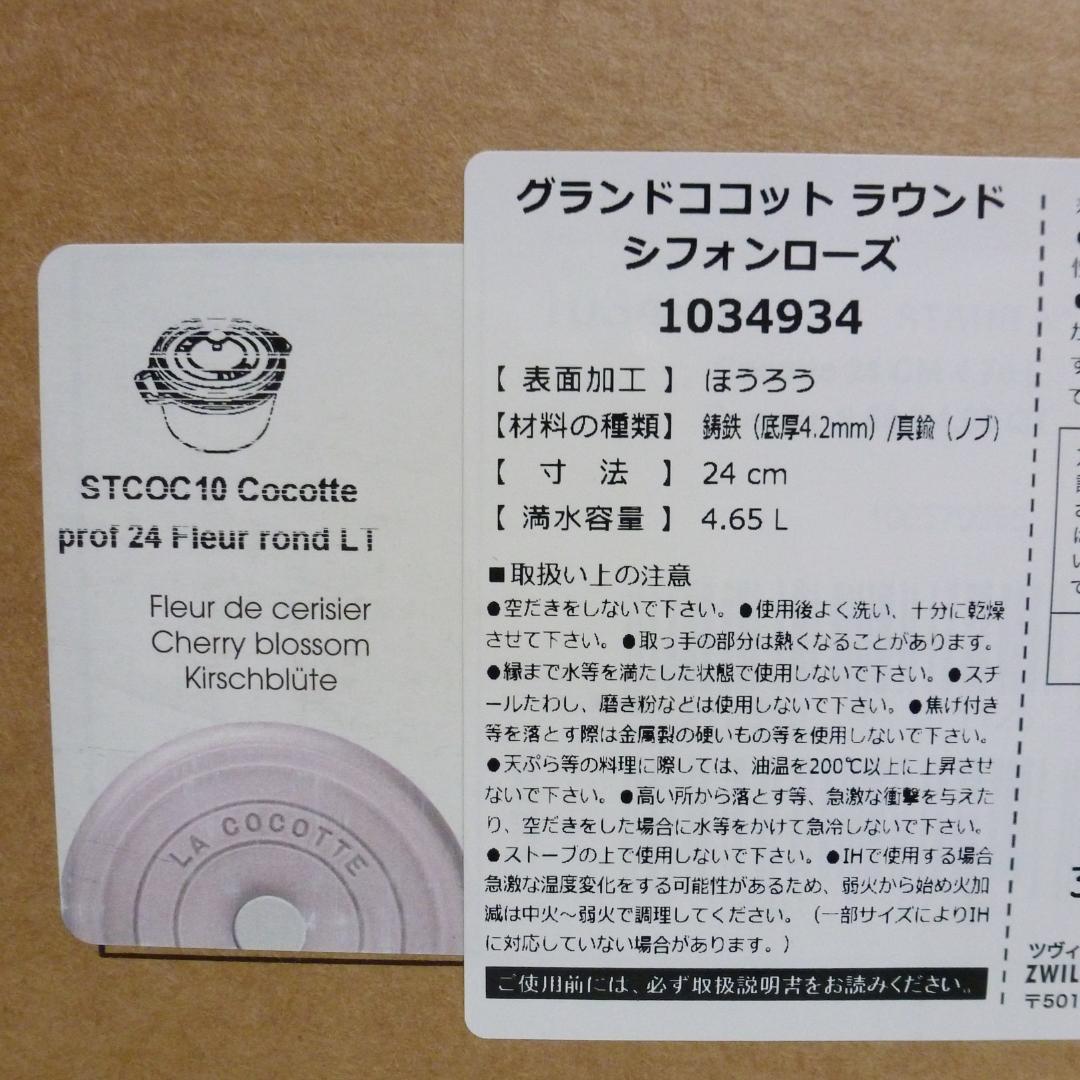 STCOC10 Cocotte
prof 24 Fleur rond LT
Fleur de cerisier
Cherry blossom
Kirschblüte
LA COCOTTE
グランドココット ラウンド
シフォンローズ
1034934
【 表面加工 】 ほうろう
【材料の種類】 鋳鉄（底厚4.2mm）/真鍮（ノブ）
【 寸 法 】 24 cm
【 満水容量 】 4.65 L
■取扱い上の注意
●空だきをしないで下さい。●使用後よく洗い、十分に乾燥
させて下さい。●取っ手の部分は熱くなることがあります。
●縁まで水等を満たした状態で使用しないで下さい。●スチ
ールたわし、磨き粉などは使用しないで下さい。●焦げ付き
等を落とす際は金属製の硬いもの等を使用しないで下さい。
●天ぷら等の料理に際しては、油温を200℃以上に上昇させ
ないで下さい。●高い所から落とす等、急激な衝撃を与えた
り、空だきをした場合に水等をかけて急冷しないで下さい。
●ストーブの上で使用しないで下さい。●IHで使用する場合
急激な温度変化をする可能性があるため、弱火から始め火加
減は中火～弱火で調理してください。（一部サイズによりIH
に対応していない場合があります。）
ご使用前には、必ず取扱説明書をお読みください。
ツヴィ
ZWIL
〒501